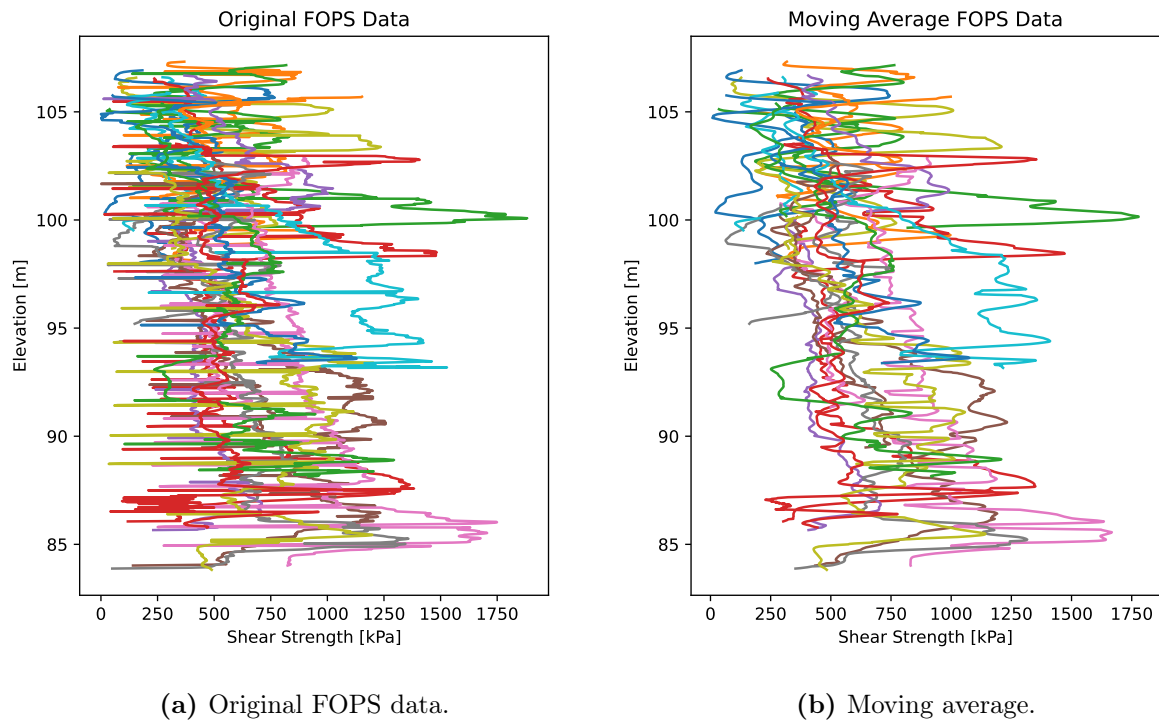 Original FOPS Data
Elevation [m]
105
100
95
90
85
0 250 500 750 1000 1250 1500 1750
Shear Strength [kPa]
(a) Original FOPS data.
Moving Average FOPS Data
Elevation [m]
105
100
95
90
85
0 250 500 750 1000 1250 1500 1750
Shear Strength [kPa]
(b) Moving average.